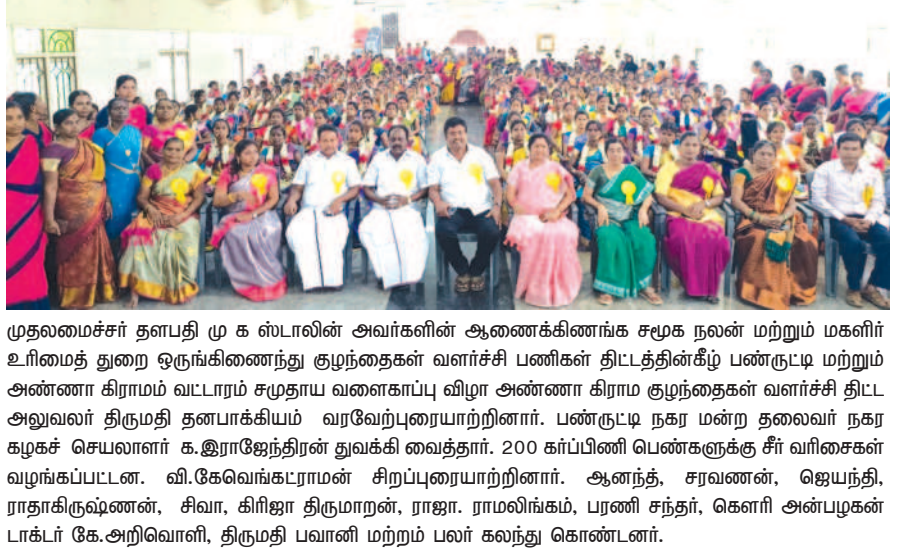 முதலமைச்சர் தளபதி மு க ஸ்டாலின் அவர்களின் ஆணைக்கிணங்க சமூக நலன் மற்றும் மகளிர்
உரிமைத் துறை ஒருங்கிணைந்து குழந்தைகள் வளர்ச்சி பணிகள் திட்டத்தின்கீழ் பண்ருட்டி மற்றும்
அண்ணா கிராமம் வட்டாரம் சமுதாய வளைகாப்பு விழா அண்ணா கிராம குழந்தைகள் வளர்ச்சி திட்ட
அலுவலர் திருமதி தனபாக்கியம் வரவேற்புரையாற்றினார். பண்ருட்டி நகர மன்ற தலைவர் நகர
கழகச் செயலாளர் க.இராஜேந்திரன் துவக்கி வைத்தார். 200 கர்ப்பிணி பெண்களுக்கு சீர் வரிசைகள்
வழங்கப்பட்டன. வி.கேவெங்கட்ராமன் சிறப்புரையாற்றினார். ஆனந்த், சரவணன், ஜெயந்தி,
ராதாகிருஷ்ணன், சிவா, கிரிஜா திருமாறன், ராஜா. ராமலிங்கம், பரணி சந்தர், கௌரி அன்பழகன்
டாக்டர் கே.அறிவொளி, திருமதி பவானி மற்றம் பலர் கலந்து கொண்டனர்.